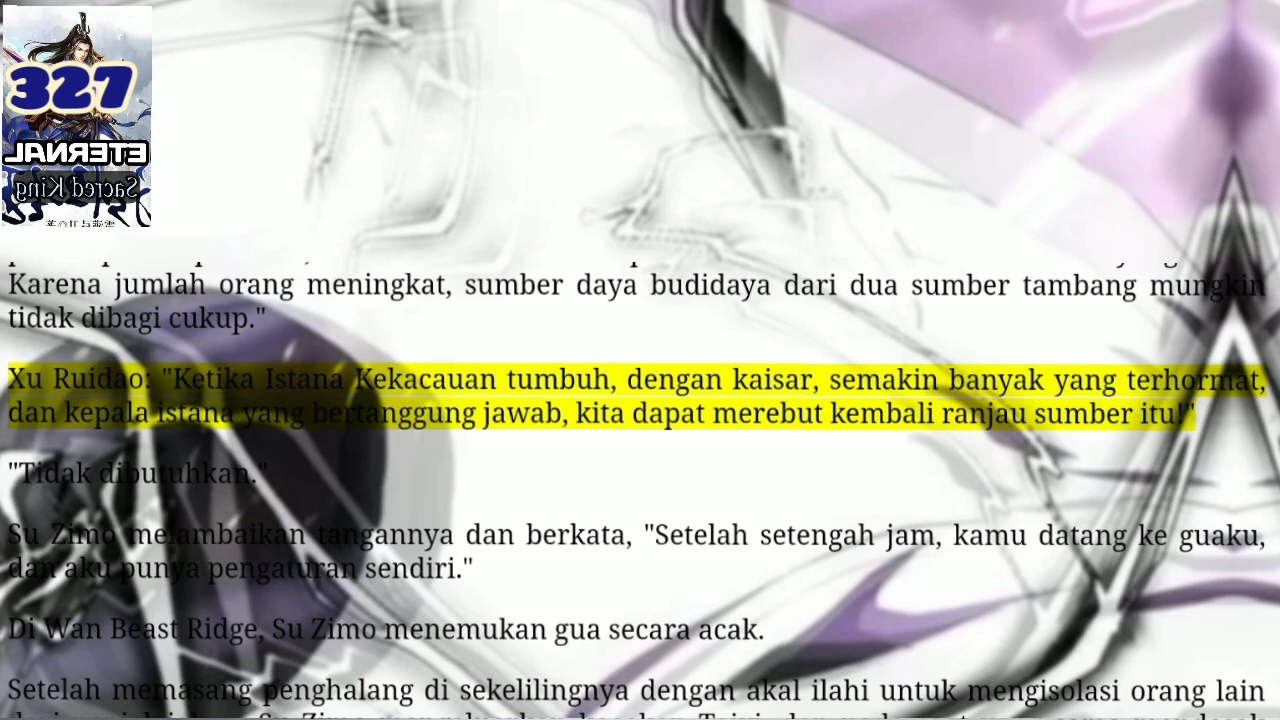 327
ETERNAL
Sacred King
Karena jumlah orang meningkat, sumber daya budidaya dari dua sumber tambang mungkin
tidak dibagi cukup."
Xu Ruidao: "Ketika Istana Kekacauan tumbuh, dengan kaisar, semakin banyak yang terhormat,
dan kepala istana yang bertanggung jawab, kita dapat merebut kembali ranjau sumber itu!"
"Tidak dibutuhkan."
Su Zimo melambaikan tangannya dan berkata, "Setelah setengah jam, kamu datang ke guaku,
dan aku punya pengaturan sendiri."
Di Wan Beast Ridge, Su Zimo menemukan gua secara acak.
Setelah memasang penghalang di sekelilingnya dengan akal ilahi untuk mengisolasi orang lain